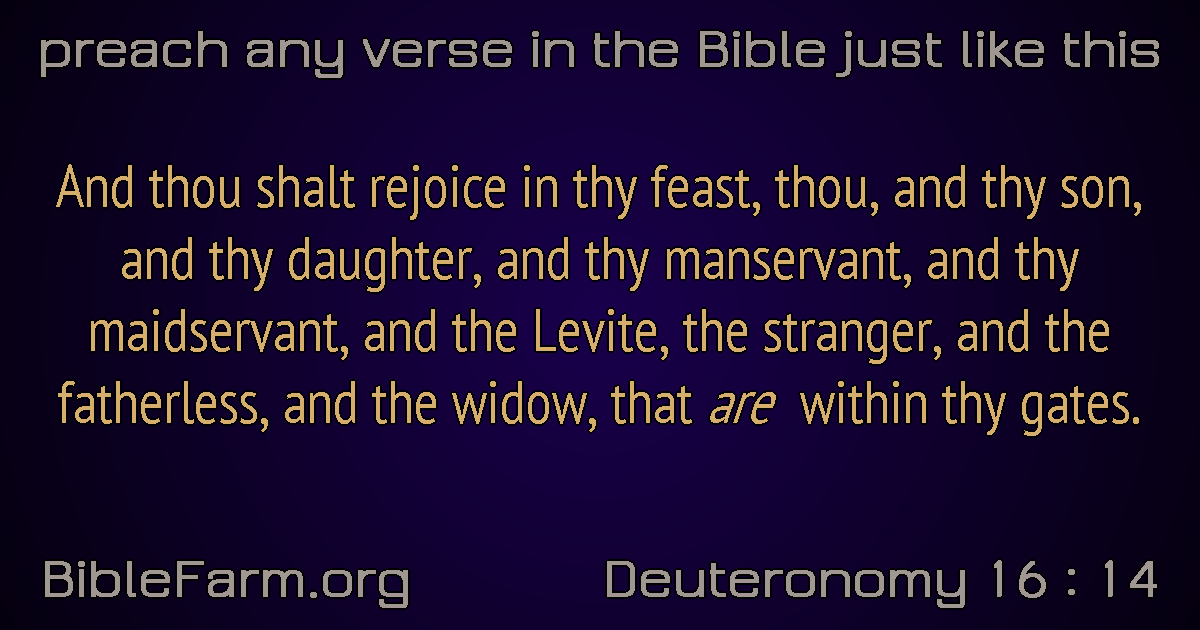 preach any verse in the Bible just like this
And thou shalt rejoice in thy feast, thou, and thy son,
and thy daughter, and thy manservant, and thy
maidservant, and the Levite, the stranger, and the
fatherless, and the widow, that are within thy gates.
BibleFarm.org
Deuteronomy 16 : 14